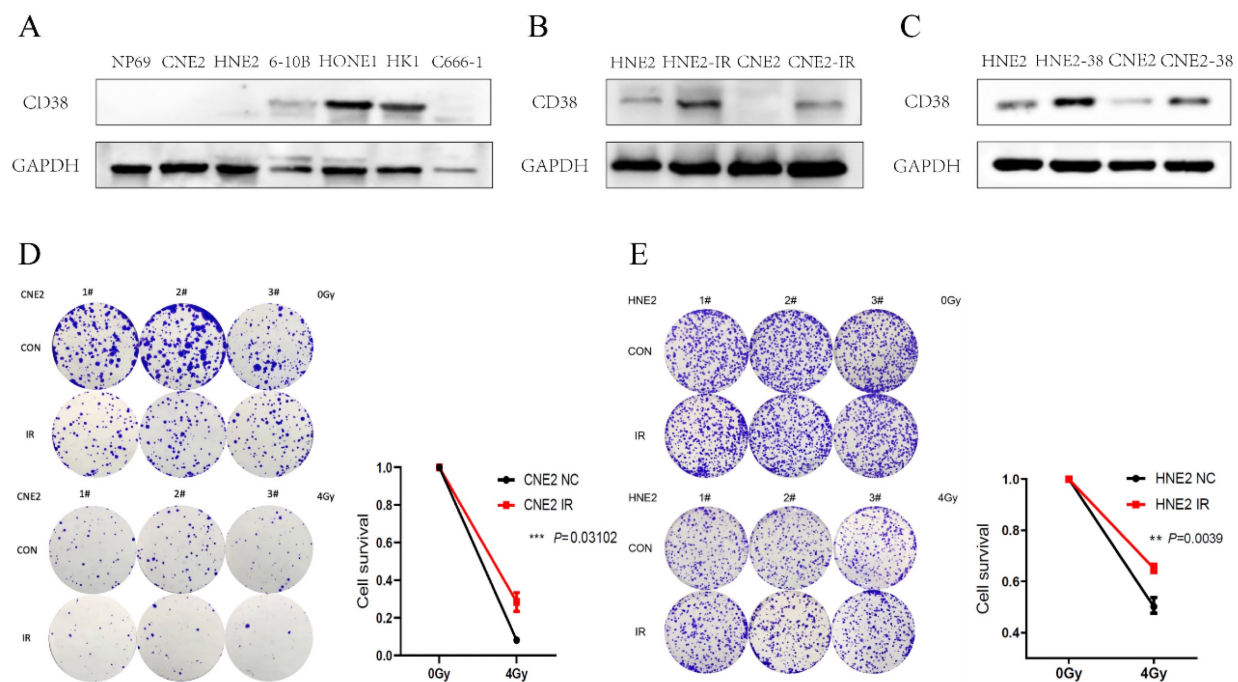 A
NP69 CNE2 HNE2 6-10B HONE1 HK1 C666-1
CD38
GAPDH
B
HNE2 HNE2-IR CNE2 CNE2-IR
CD38
GAPDH
C
HNE2 HNE2-38 CNE2 CNE2-38
CD38
GAPDH
D
CNE2 1# 2# 3# 0Gy
CON
IR
CNE2 1# 2# 3# 4Gy
CON
IR
Cell survival
1.0
0.8
0.6
0.4
0.2
0.0
0Gy 4Gy
CNE2 NC
CNE2 IR
*** P=0.03102
E
HNE2 1# 2# 3# 0Gy
CON
IR
HNE2 1# 2# 3# 4Gy
CON
IR
Cell survival
1.0
0.8
0.6
0.4
0Gy 4Gy
HNE2 NC
HNE2 IR
** P=0.0039